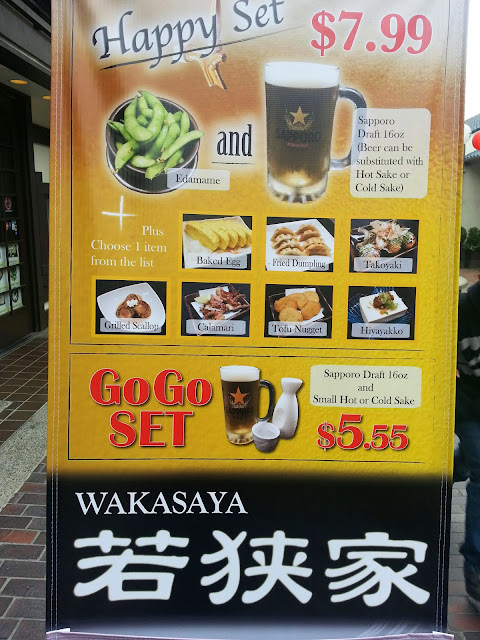 Happy Set
$7.99
SAPPORO
Edamame
and
Sapporo
Draft 16oz
(Beer can be
substituted with
Hot Sake or
Cold Sake)
Plus
Choose 1 item
from the list
Baked Egg
Fried Dumpling
Takoyaki
Grilled Scallop
Calamari
Tofu Nugget
Hiyayakko
GoGo
SET
Sapporo Draft 16oz
and
Small Hot or Cold Sake
$5.55
WAKASAYA
若狭家